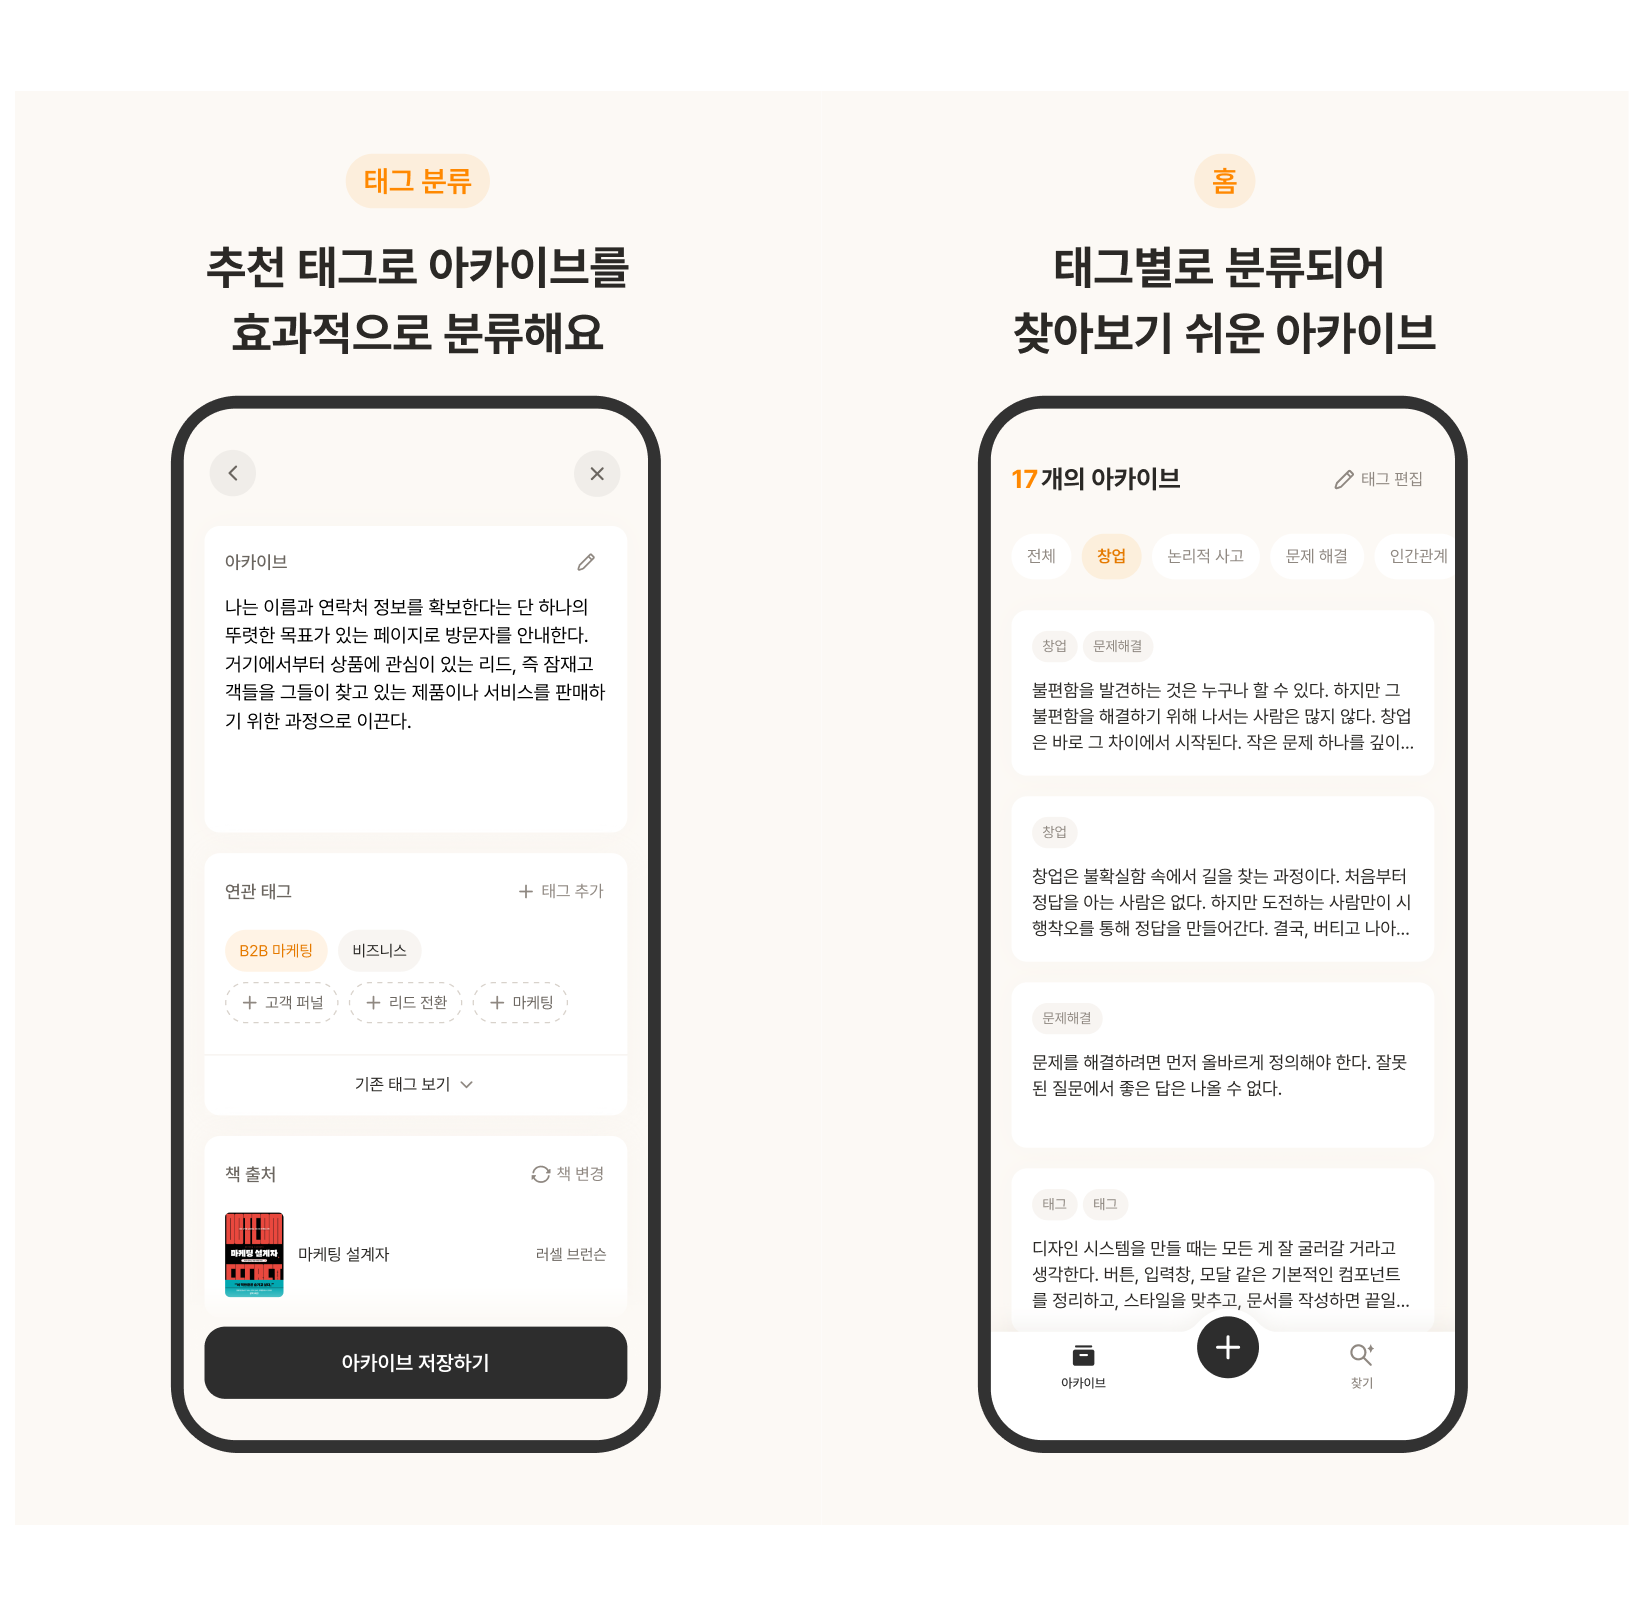 태그 분류
추천 태그로 아카이브를
효과적으로 분류해요
아카이브
나는 이름과 연락처 정보를 확보한다는 단 하나의
뚜렷한 목표가 있는 페이지로 방문자를 안내한다.
거기에서부터 상품에 관심이 있는 리드, 즉 잠재고
객들을 그들이 찾고 있는 제품이나 서비스를 판매하
기 위한 과정으로 이끈다.
연관 태그
태그 추가
B2B 마케팅
비즈니스
고객 퍼널
리드 전환
마케팅
기존 태그 보기
책 출처
책 변경
마케팅 설계자
마케팅 설계자
러셀 브런슨
아카이브 저장하기
홈
태그별로 분류되어
찾아보기 쉬운 아카이브
17개의 아카이브
태그 편집
전체
창업
논리적 사고
문제 해결
인간관계
창업
문제해결
불편함을 발견하는 것은 누구나 할 수 있다. 하지만 그
불편함을 해결하기 위해 나서는 사람은 많지 않다. 창업
은 바로 그 차이에서 시작된다. 작은 문제 하나를 깊이...
창업
창업은 불확실함 속에서 길을 찾는 과정이다. 처음부터
정답을 아는 사람은 없다. 하지만 도전하는 사람만이 시
행착오를 통해 정답을 만들어간다. 결국, 버티고 나아...
문제해결
문제를 해결하려면 먼저 올바르게 정의해야 한다. 잘못
된 질문에서 좋은 답은 나올 수 없다.
태그
태그
디자인 시스템을 만들 때는 모든 게 잘 굴러갈 거라고
생각한다. 버튼, 입력창, 모달 같은 기본적인 컴포넌트
를 정리하고, 스타일을 맞추고, 문서를 작성하면 끝일...
아카이브
찾기